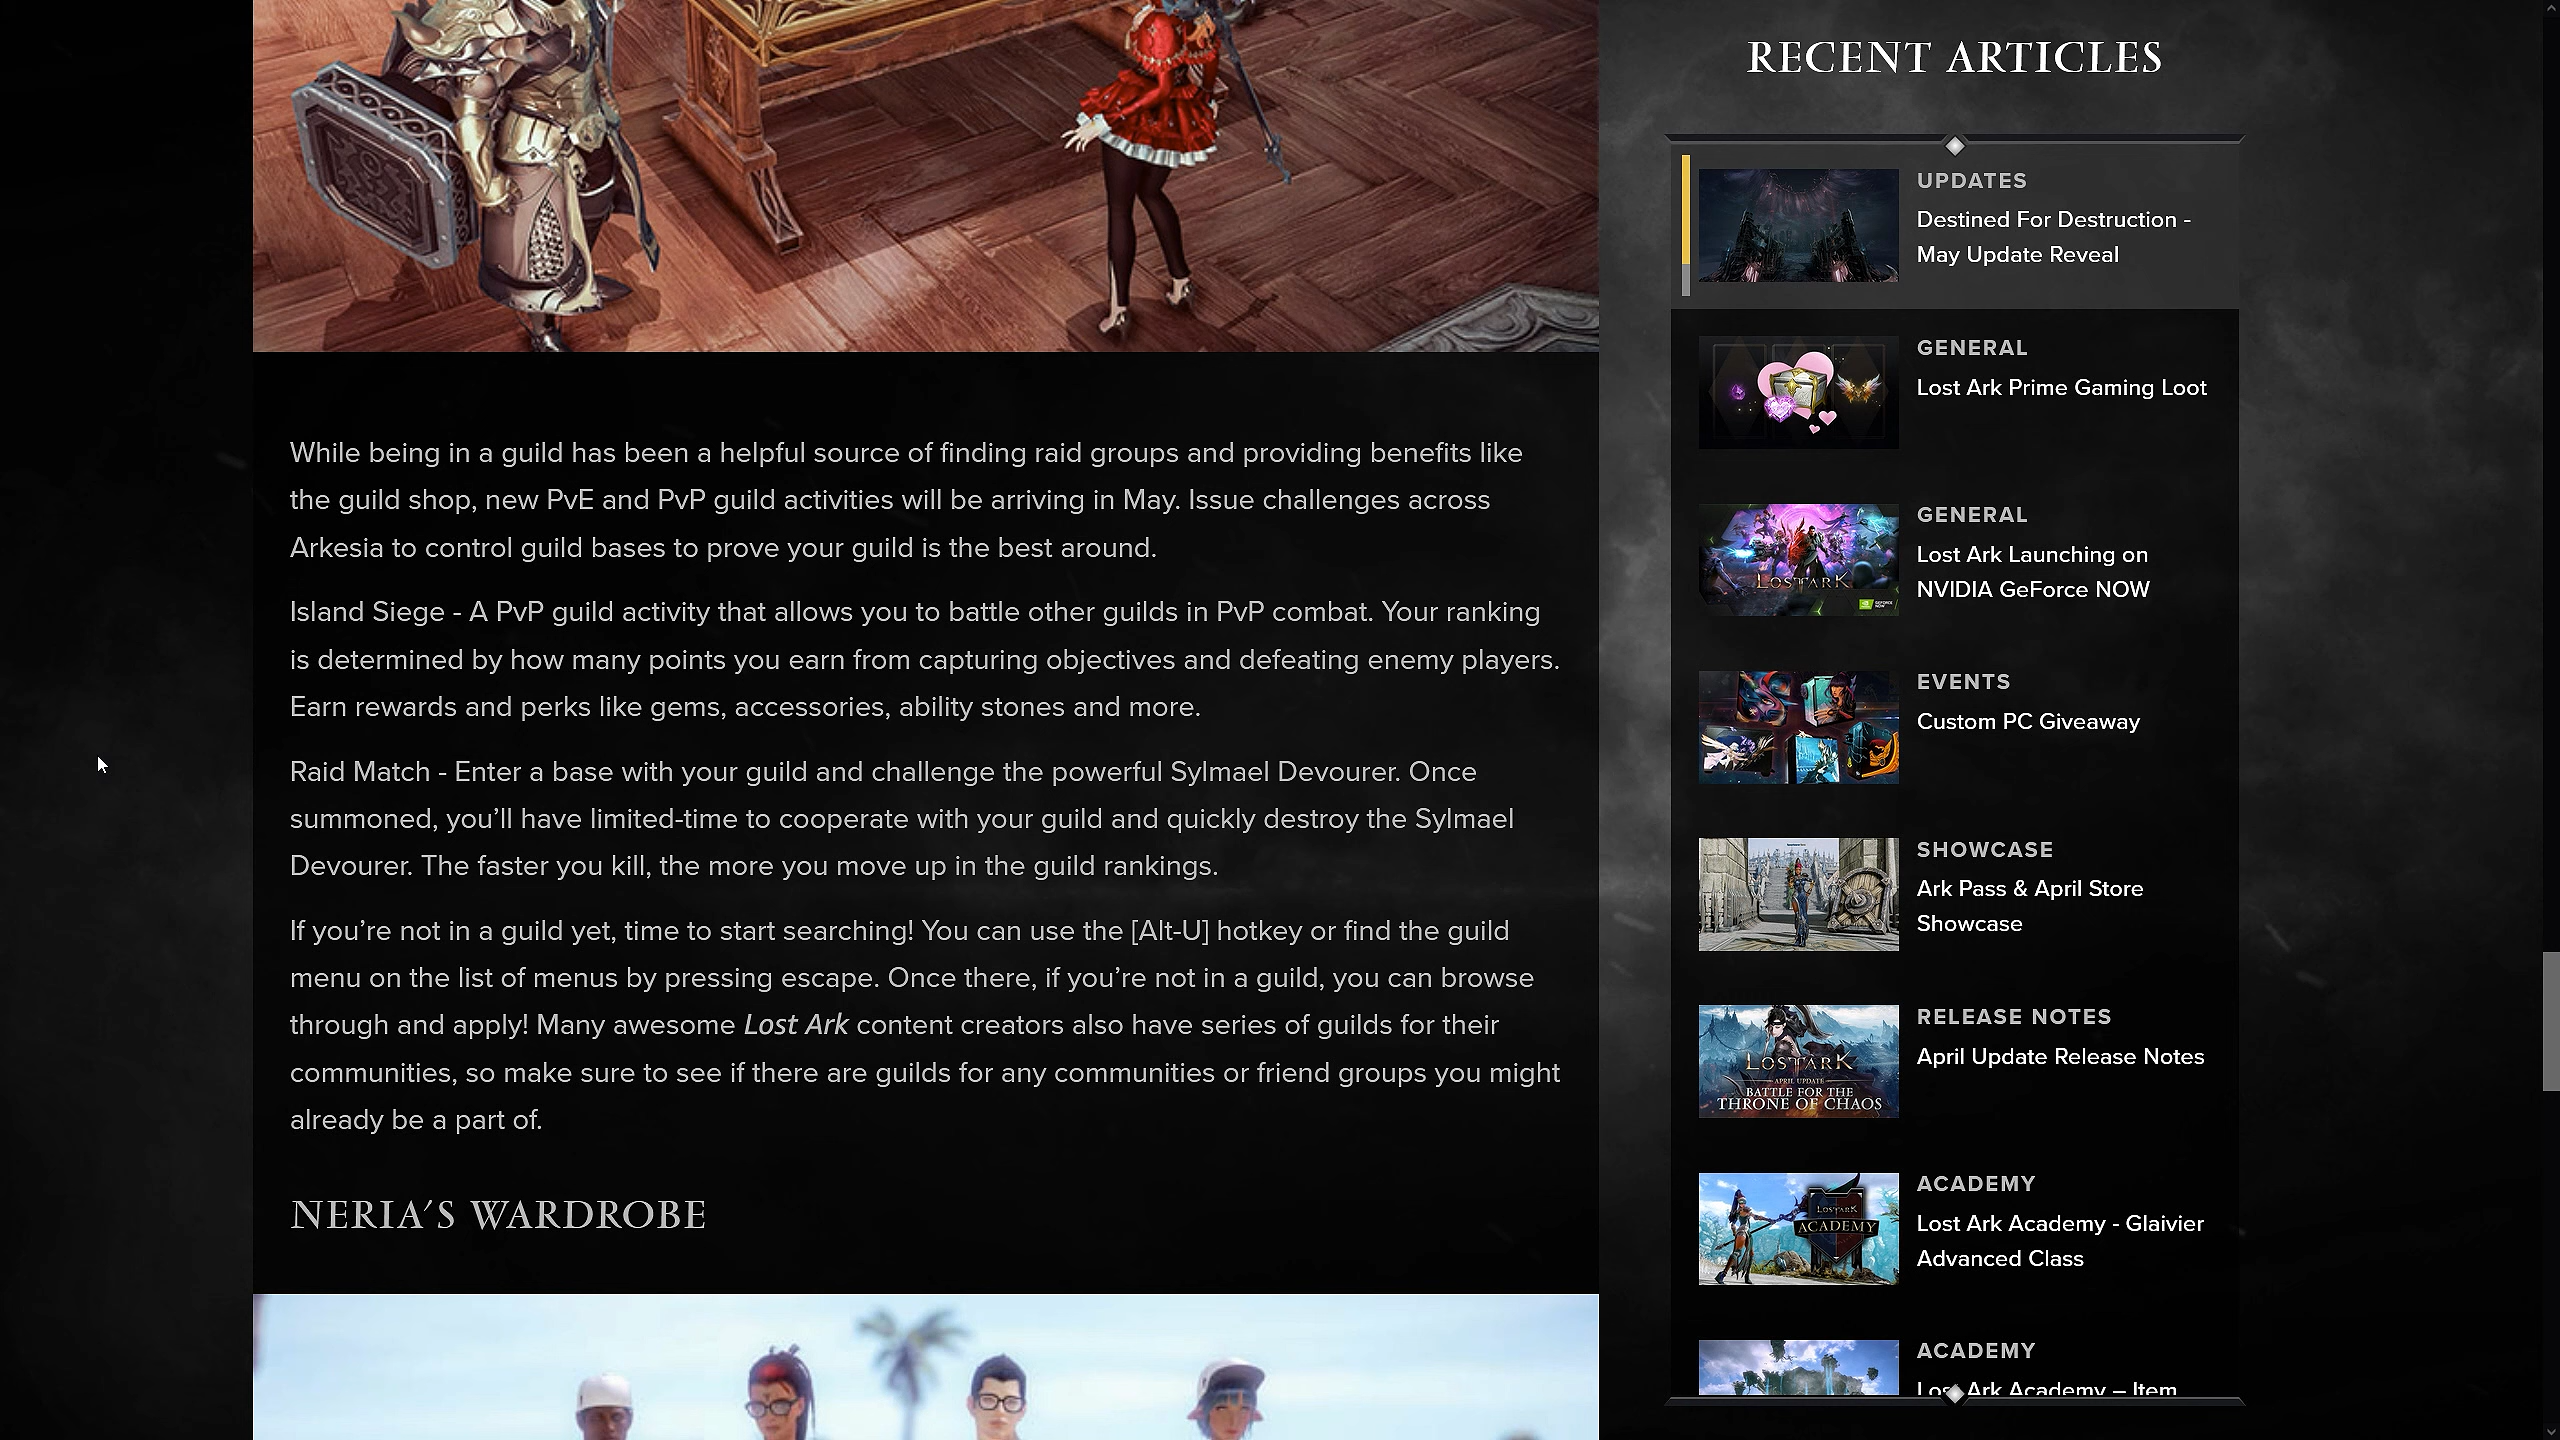 While being in a guild has been a helpful source of finding raid groups and providing benefits like
the guild shop, new PvE and PvP guild activities will be arriving in May. Issue challenges across
Arkesia to control guild bases to prove your guild is the best around.
Island Siege - A PvP guild activity that allows you to battle other guilds in PvP combat. Your ranking
is determined by how many points you earn from capturing objectives and defeating enemy players.
Earn rewards and perks like gems, accessories, ability stones and more.
Raid Match - Enter a base with your guild and challenge the powerful Sylmael Devourer. Once
summoned, you’ll have limited-time to cooperate with your guild and quickly destroy the Sylmael
Devourer. The faster you kill, the more you move up in the guild rankings.
If you’re not in a guild yet, time to start searching! You can use the [Alt-U] hotkey or find the guild
menu on the list of menus by pressing escape. Once there, if you’re not in a guild, you can browse
through and apply! Many awesome Lost Ark content creators also have series of guilds for their
communities, so make sure to see if there are guilds for any communities or friend groups you might
already be a part of.
NERIA’S WARDROBE
RECENT ARTICLES
UPDATES
Destined For Destruction -
May Update Reveal
GENERAL
Lost Ark Prime Gaming Loot
LOST ARK
GEFORCE
NOW
GENERAL
Lost Ark Launching on
NVIDIA GeForce NOW
EVENTS
Custom PC Giveaway
SHOWCASE
Ark Pass & April Store
Showcase
LOST ARK
APRIL UPDATE
BATTLE FOR THE
THRONE OF CHAOS
RELEASE NOTES
April Update Release Notes
LOST ARK
ACADEMY
ACADEMY
Lost Ark Academy - Glaivier
Advanced Class
ACADEMY
Lost Ark Academy – Item